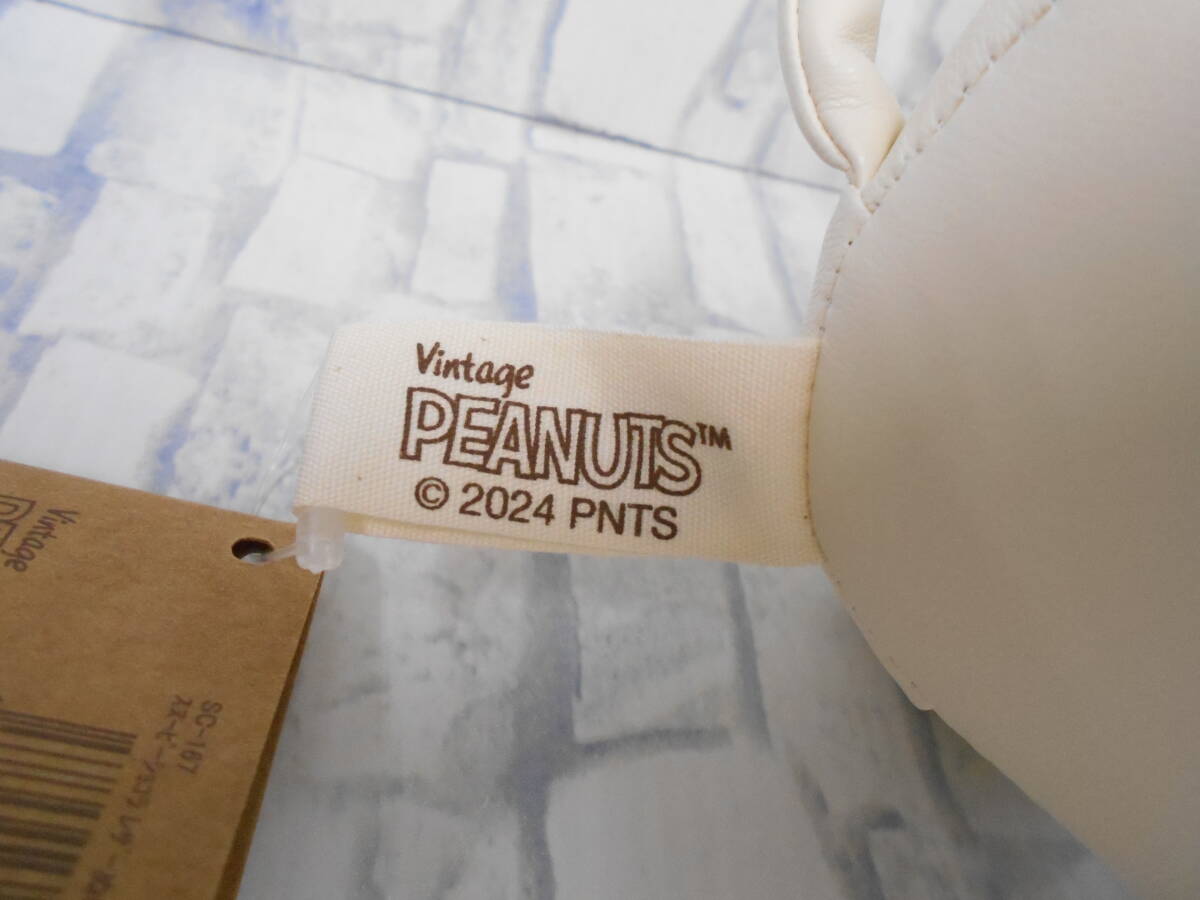 Vintage
PEANUTS™
© 2024 PNTS
Vintage
SC-167